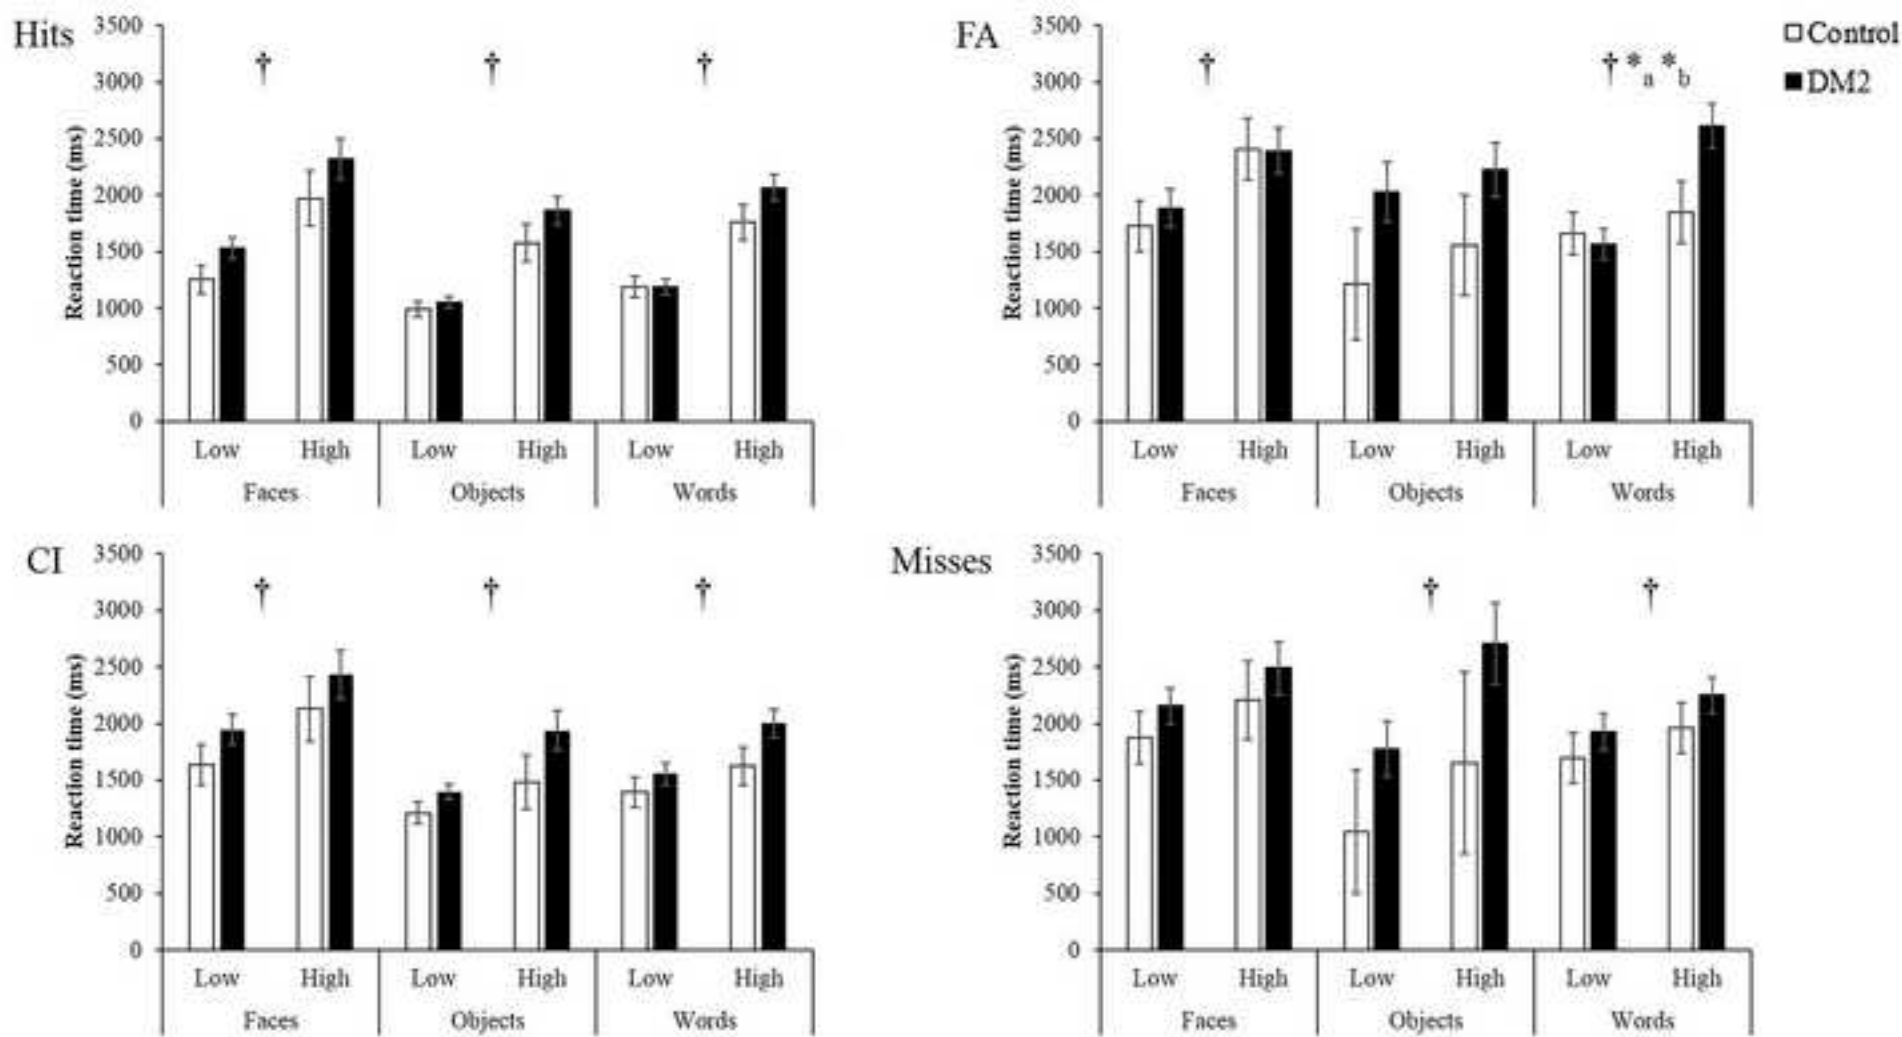 Hits
3500
3000
2500
2000
1500
1000
500
0
Reaction time (ms)
† † †
Low High Low High Low High
Faces Objects Words
FA
3500
3000
2500
2000
1500
1000
500
0
Reaction time (ms)
† † *a *b
Low High Low High Low High
Faces Objects Words
Control
DM2
CI
3500
3000
2500
2000
1500
1000
500
0
Reaction time (ms)
† † †
Low High Low High Low High
Faces Objects Words
Misses
3500
3000
2500
2000
1500
1000
500
0
Reaction time (ms)
† †
Low High Low High Low High
Faces Objects Words